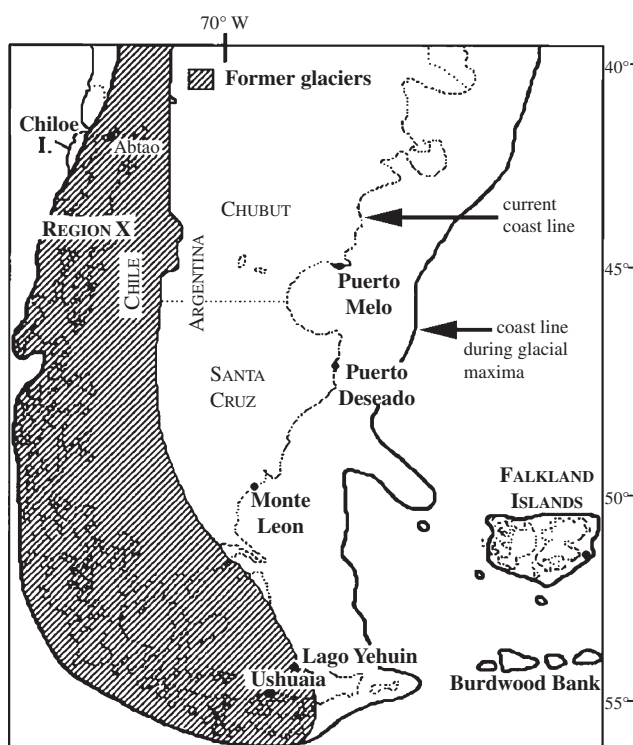 70° W
40°
Former glaciers
Chiloe
I.
Abtao
CHUBUT
current
coast line
REGION X
CHILE
ARGENTINA
45°
Puerto
Melo
coast line
during glacial
maxima
SANTA
CRUZ
Puerto
Deseado
FALKLAND
ISLANDS
50°
Monte
Leon
Lago Yehuin
Ushuaia
Burdwood Bank
55°